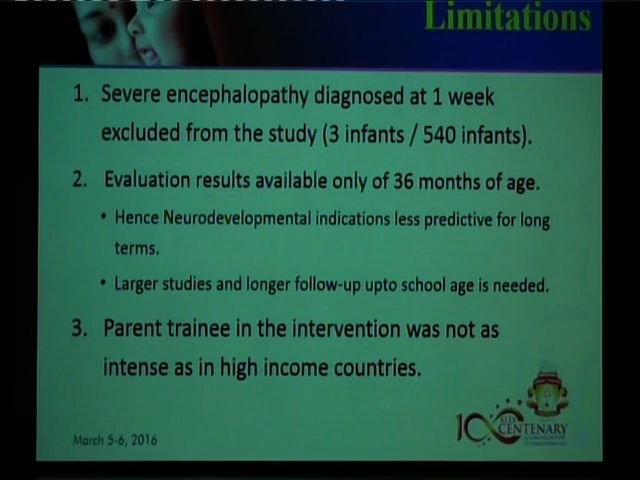 Limitations
1. Severe encephalopathy diagnosed at 1 week
excluded from the study (3 infants / 540 infants).
2. Evaluation results available only of 36 months of age.
• Hence Neurodevelopmental indications less predictive for long
terms.
• Larger studies and longer follow-up upto school age is needed.
3. Parent trainee in the intervention was not as
intense as in high income countries.
March 5-6, 2016
100
CENTENARY